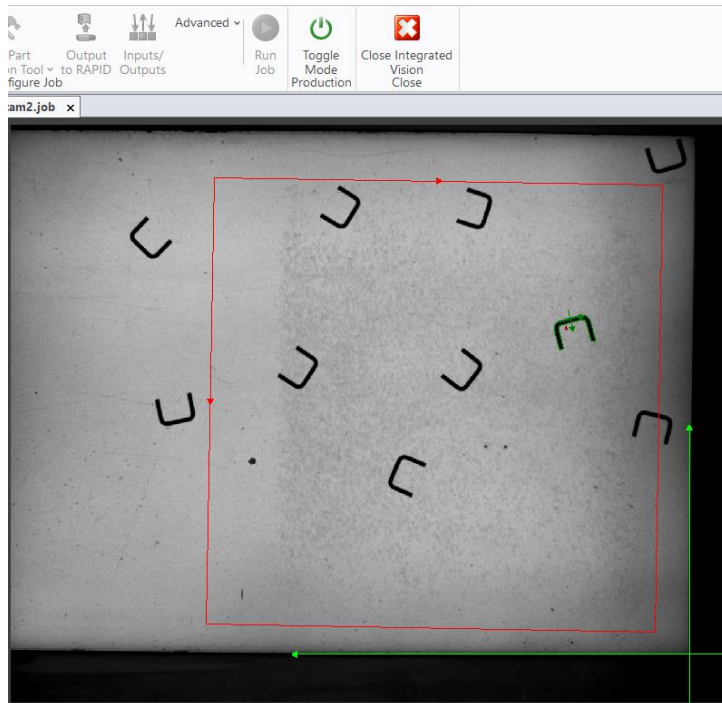 Part
Output
Inputs/
Advanced
Run
Toggle
Close Integrated
on Tool
to RAPID
Outputs
Job
Mode
Vision
figure Job
Production
Close
am2.job x